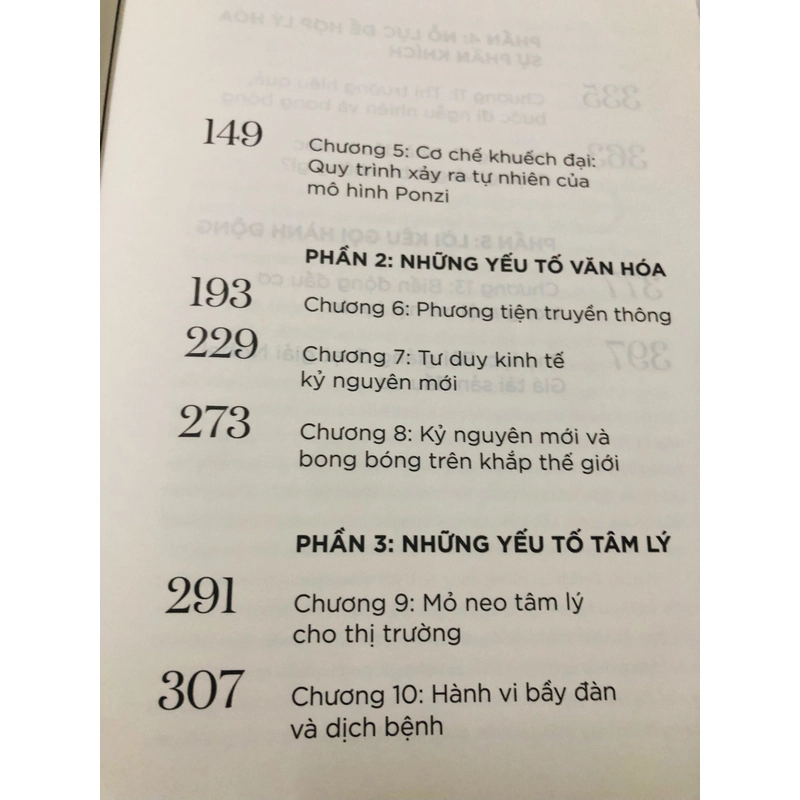 149
Chương 5: Cơ chế khuếch đại:
Quy trình xảy ra tự nhiên của
mô hình Ponzi
PHẦN 2: NHỮNG YẾU TỐ VĂN HÓA
193 Chương 6: Phương tiện truyền thông
229 Chương 7: Tư duy kinh tế
kỷ nguyên mới
273 Chương 8: Kỷ nguyên mới và
bong bóng trên khắp thế giới
PHẦN 3: NHỮNG YẾU TỐ TÂM LÝ
291 Chương 9: Mỏ neo tâm lý
cho thị trường
307 Chương 10: Hành vi bầy đàn
và dịch bệnh